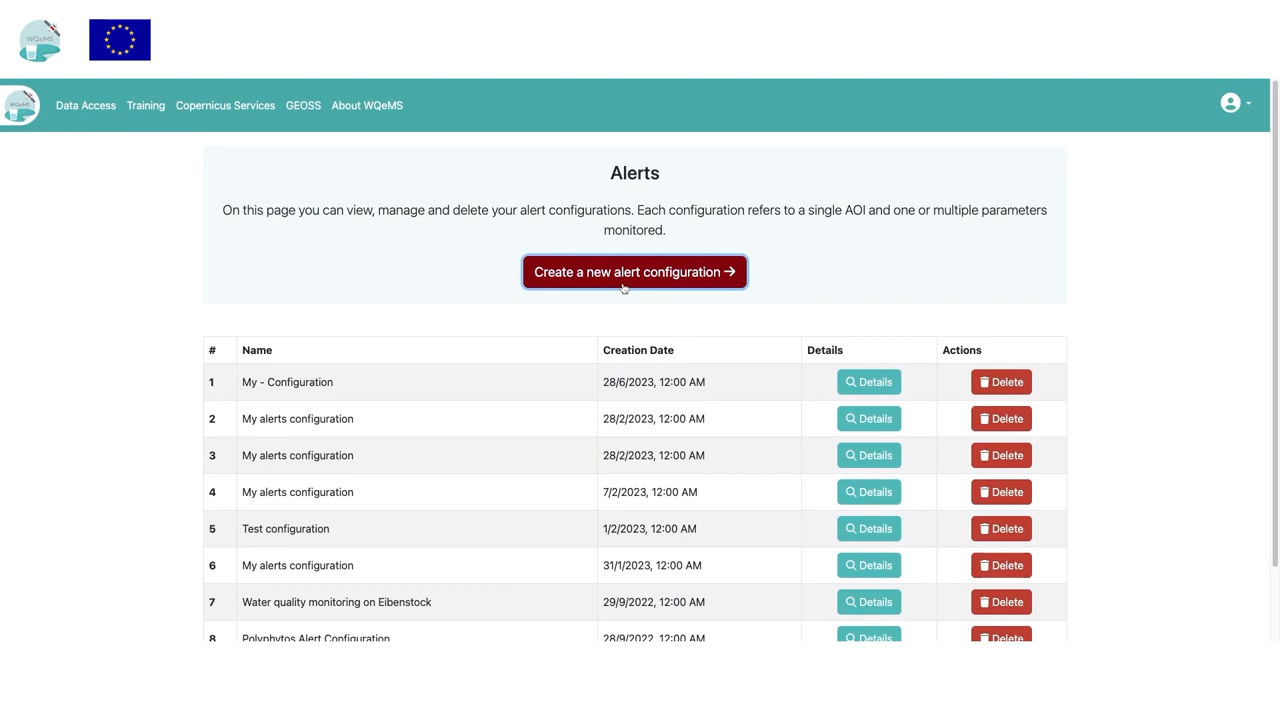 WQeMS
WQeMS
Data Access Training Copernicus Services GEOSS About WQeMS
Alerts
On this page you can view, manage and delete your alert configurations. Each configuration refers to a single AOI and one or multiple parameters
monitored.
Create a new alert configuration →
# Name Creation Date Details Actions
1 My - Configuration 28/6/2023, 12:00 AM Details Delete
2 My alerts configuration 28/2/2023, 12:00 AM Details Delete
3 My alerts configuration 28/2/2023, 12:00 AM Details Delete
4 My alerts configuration 7/2/2023, 12:00 AM Details Delete
5 Test configuration 1/2/2023, 12:00 AM Details Delete
6 My alerts configuration 31/1/2023, 12:00 AM Details Delete
7 Water quality monitoring on Eibenstock 29/9/2022, 12:00 AM Details Delete
8 Polyphytos Alert Configuration 28/9/2022, 12:00 AM Details Delete